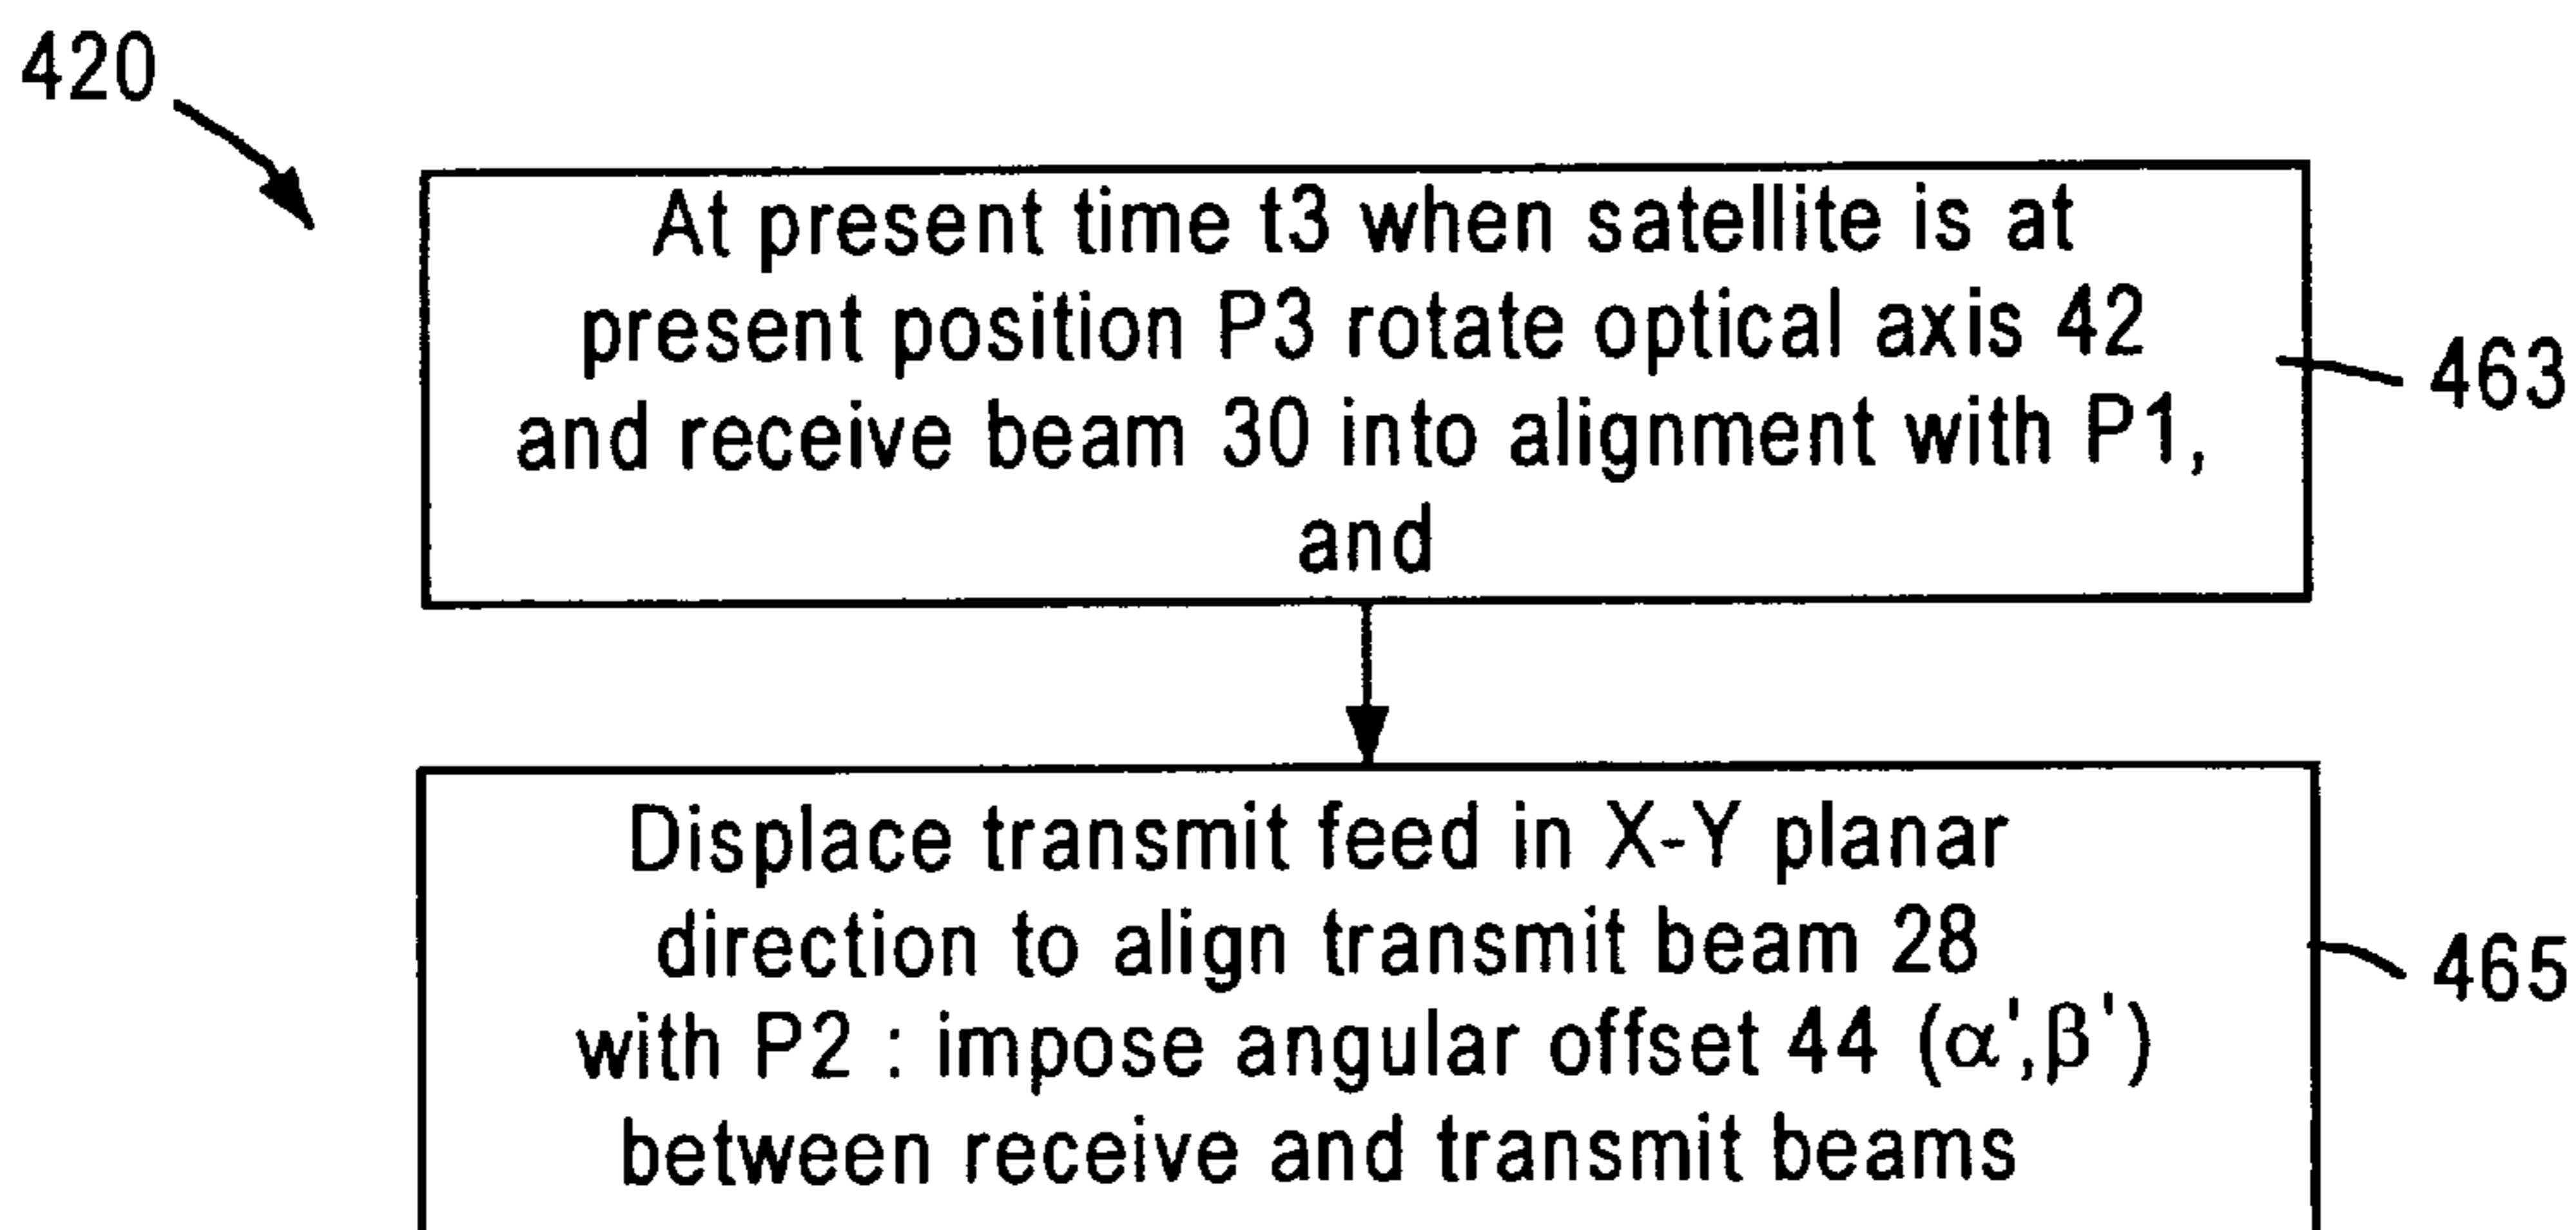 420
At present time t3 when satellite is at
present position P3 rotate optical axis 42
and receive beam 30 into alignment with P1,
and
463
Displace transmit feed in X-Y planar
direction to align transmit beam 28
with P2 : impose angular offset 44 (α',β')
between receive and transmit beams
465